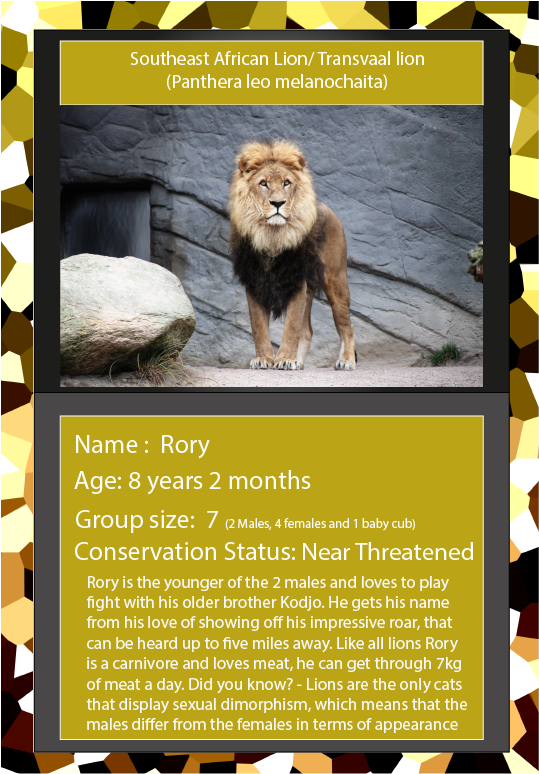 Southeast African Lion/ Transvaal lion
(Panthera leo melanochaita)
Name :  Rory
Age: 8 years 2 months
Group size:  7 (2 Males, 4 females and 1 baby cub)
Conservation Status: Near Threatened
Rory is the younger of the 2 males and loves to play
fight with his older brother Kodjo. He gets his name
from his love of showing off his impressive roar, that
can be heard up to five miles away. Like all lions Rory
is a carnivore and loves meat, he can get through 7kg
of meat a day. Did you know? - Lions are the only cats
that display sexual dimorphism, which means that the
males differ from the females in terms of appearance